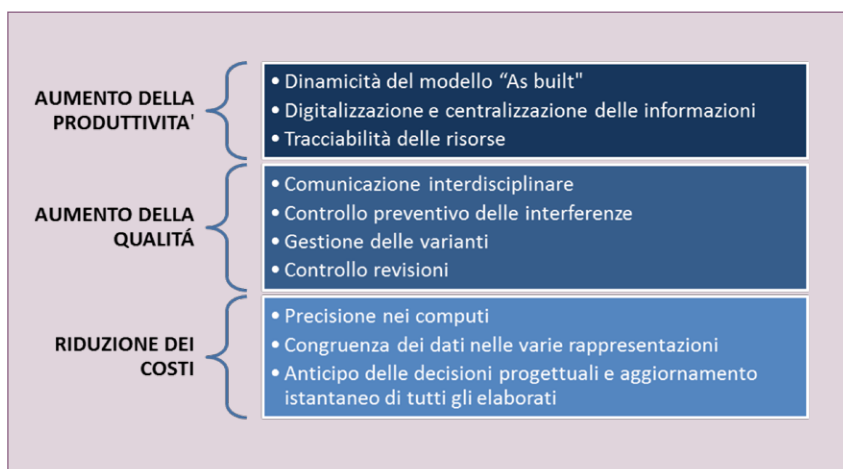 AUMENTO DELLA
PRODUTTIVITA'
• Dinamicità del modello “As built"
• Digitalizzazione e centralizzazione delle informazioni
• Tracciabilità delle risorse
AUMENTO DELLA
QUALITÁ
• Comunicazione interdisciplinare
• Controllo preventivo delle interferenze
• Gestione delle varianti
• Controllo revisioni
RIDUZIONE DEI
COSTI
• Precisione nei computi
• Congruenza dei dati nelle varie rappresentazioni
• Anticipo delle decisioni progettuali e aggiornamento
istantaneo di tutti gli elaborati